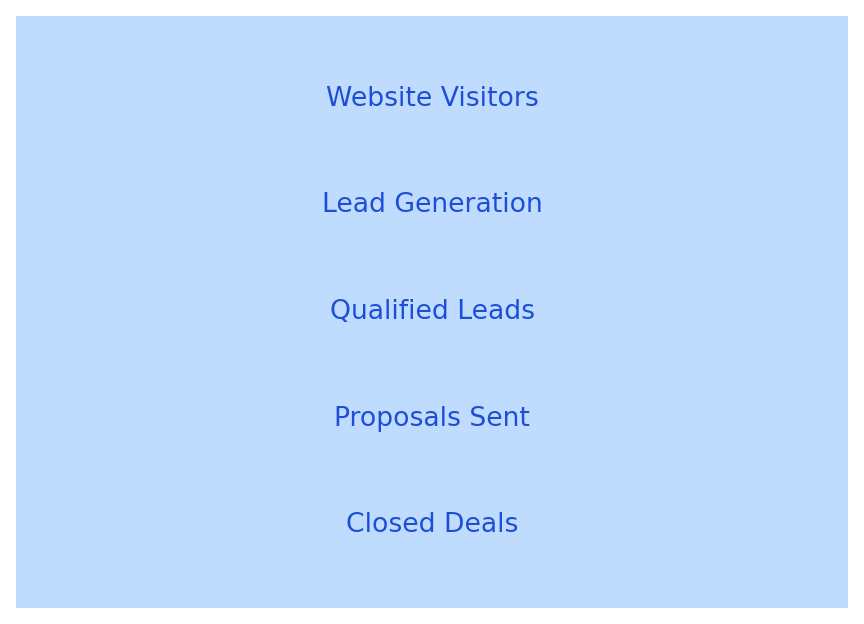 Website Visitors
Lead Generation
Qualified Leads
Proposals Sent
Closed Deals